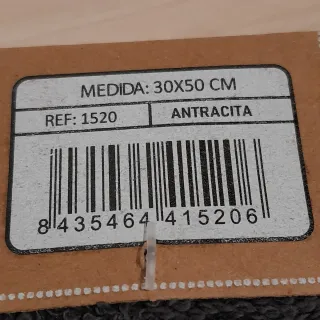 MEDIDA: 30X50 CM
REF: 1520 ANTRACITA
8 435464 415206